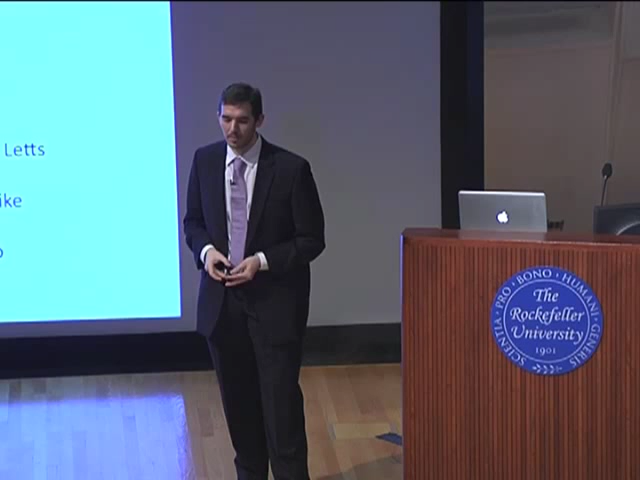 Letts
ike
SCIENTIA · PRO · BONO · HUMANI · GENERIS
The
Rockefeller
University
1901